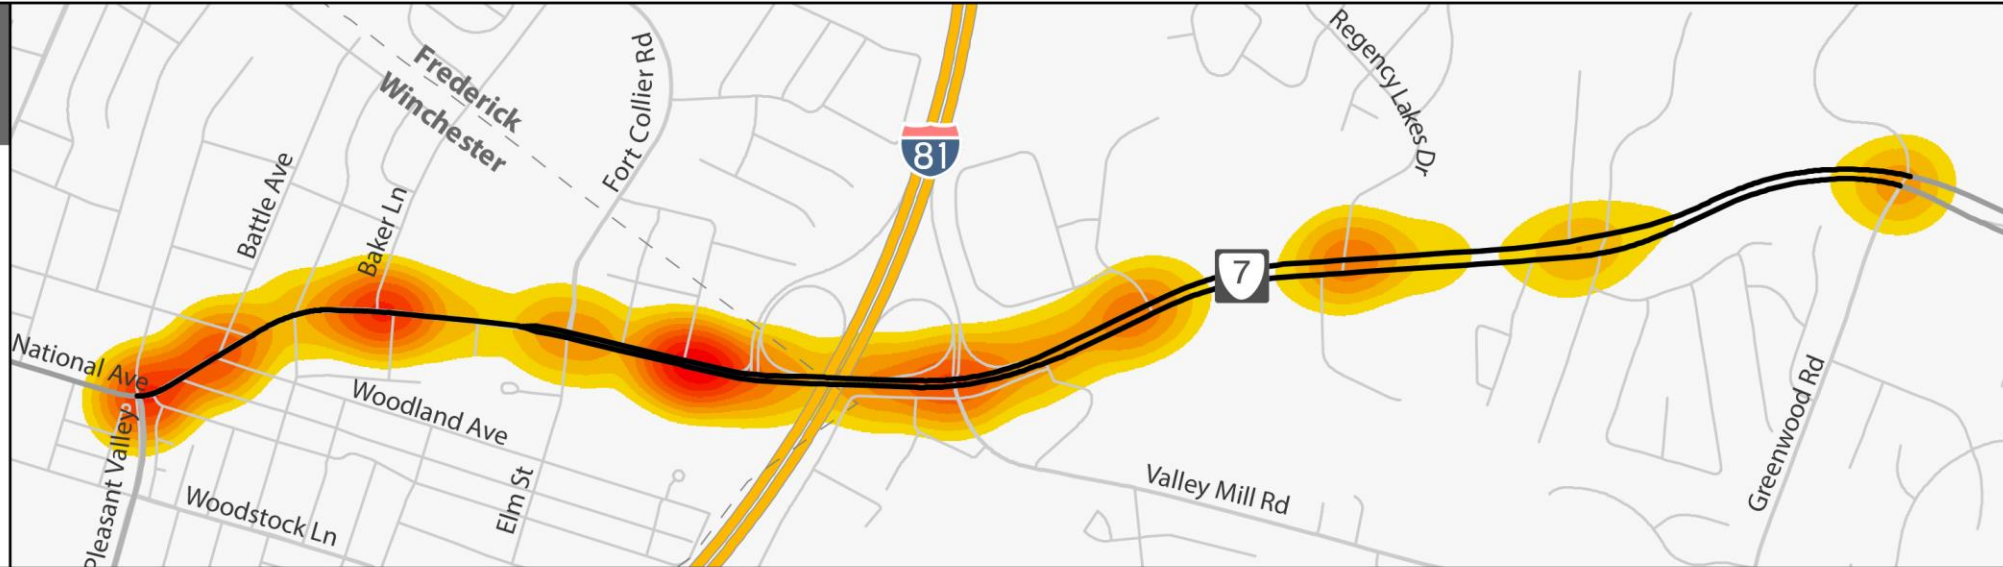 Frederick
Winchester
Fort Collier Rd
81
Regency Lakes Dr
Battle Ave
Baker Ln
7
National Ave
Woodland Ave
Pleasant Valley
Woodstock Ln
Elm St
Valley Mill Rd
Greenwood Rd